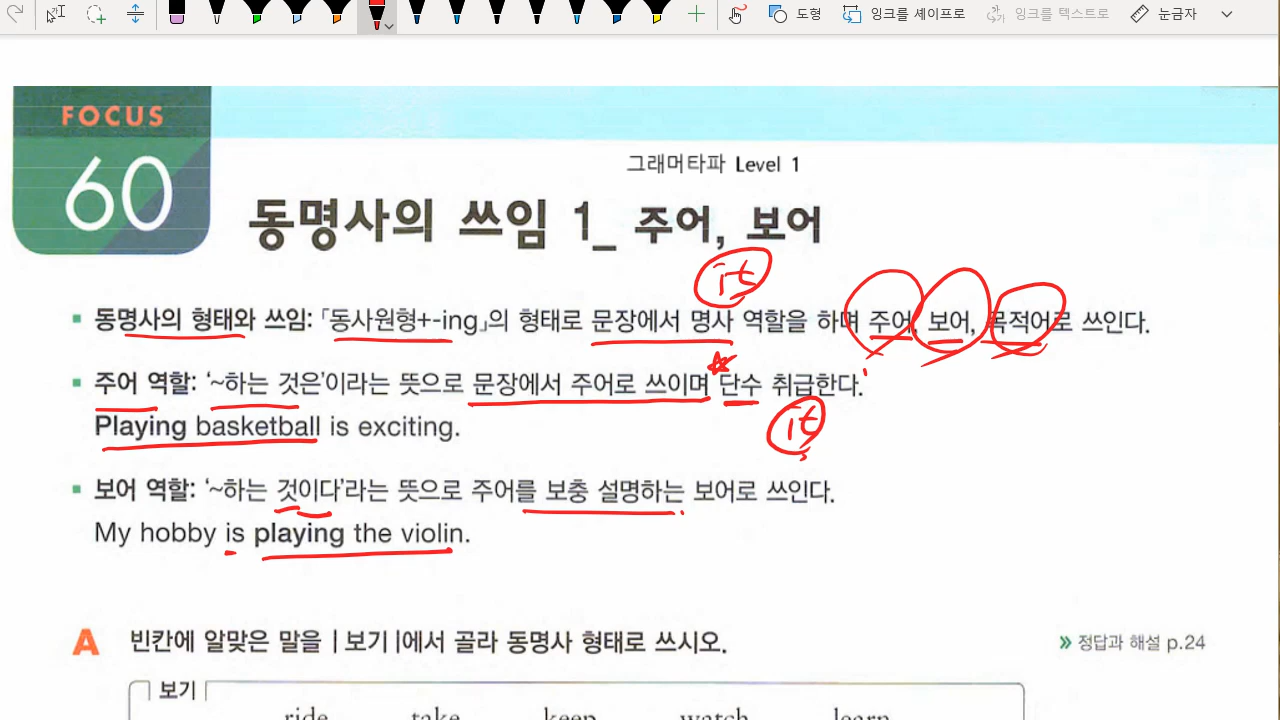 도형 잉크를 셰이프로 잉크를 텍스트로 눈금자
FOCUS
60
그래머타파 Level 1
동명사의 쓰임 1_ 주어, 보어
it
▪ 동명사의 형태와 쓰임: 「동사원형+-ing」의 형태로 문장에서 명사 역할을 하며 주어, 보어, 목적어로 쓰인다.
▪ 주어 역할: ‘~하는 것은’이라는 뜻으로 문장에서 주어로 쓰이며 단수 취급한다.
Playing basketball is exciting.
it
▪ 보어 역할: ‘~하는 것이다’라는 뜻으로 주어를 보충 설명하는 보어로 쓰인다.
My hobby is playing the violin.
A 빈칸에 알맞은 말을 |보기|에서 골라 동명사 형태로 쓰시오.
» 정답과 해설 p.24
보기
ride take keep watch learn